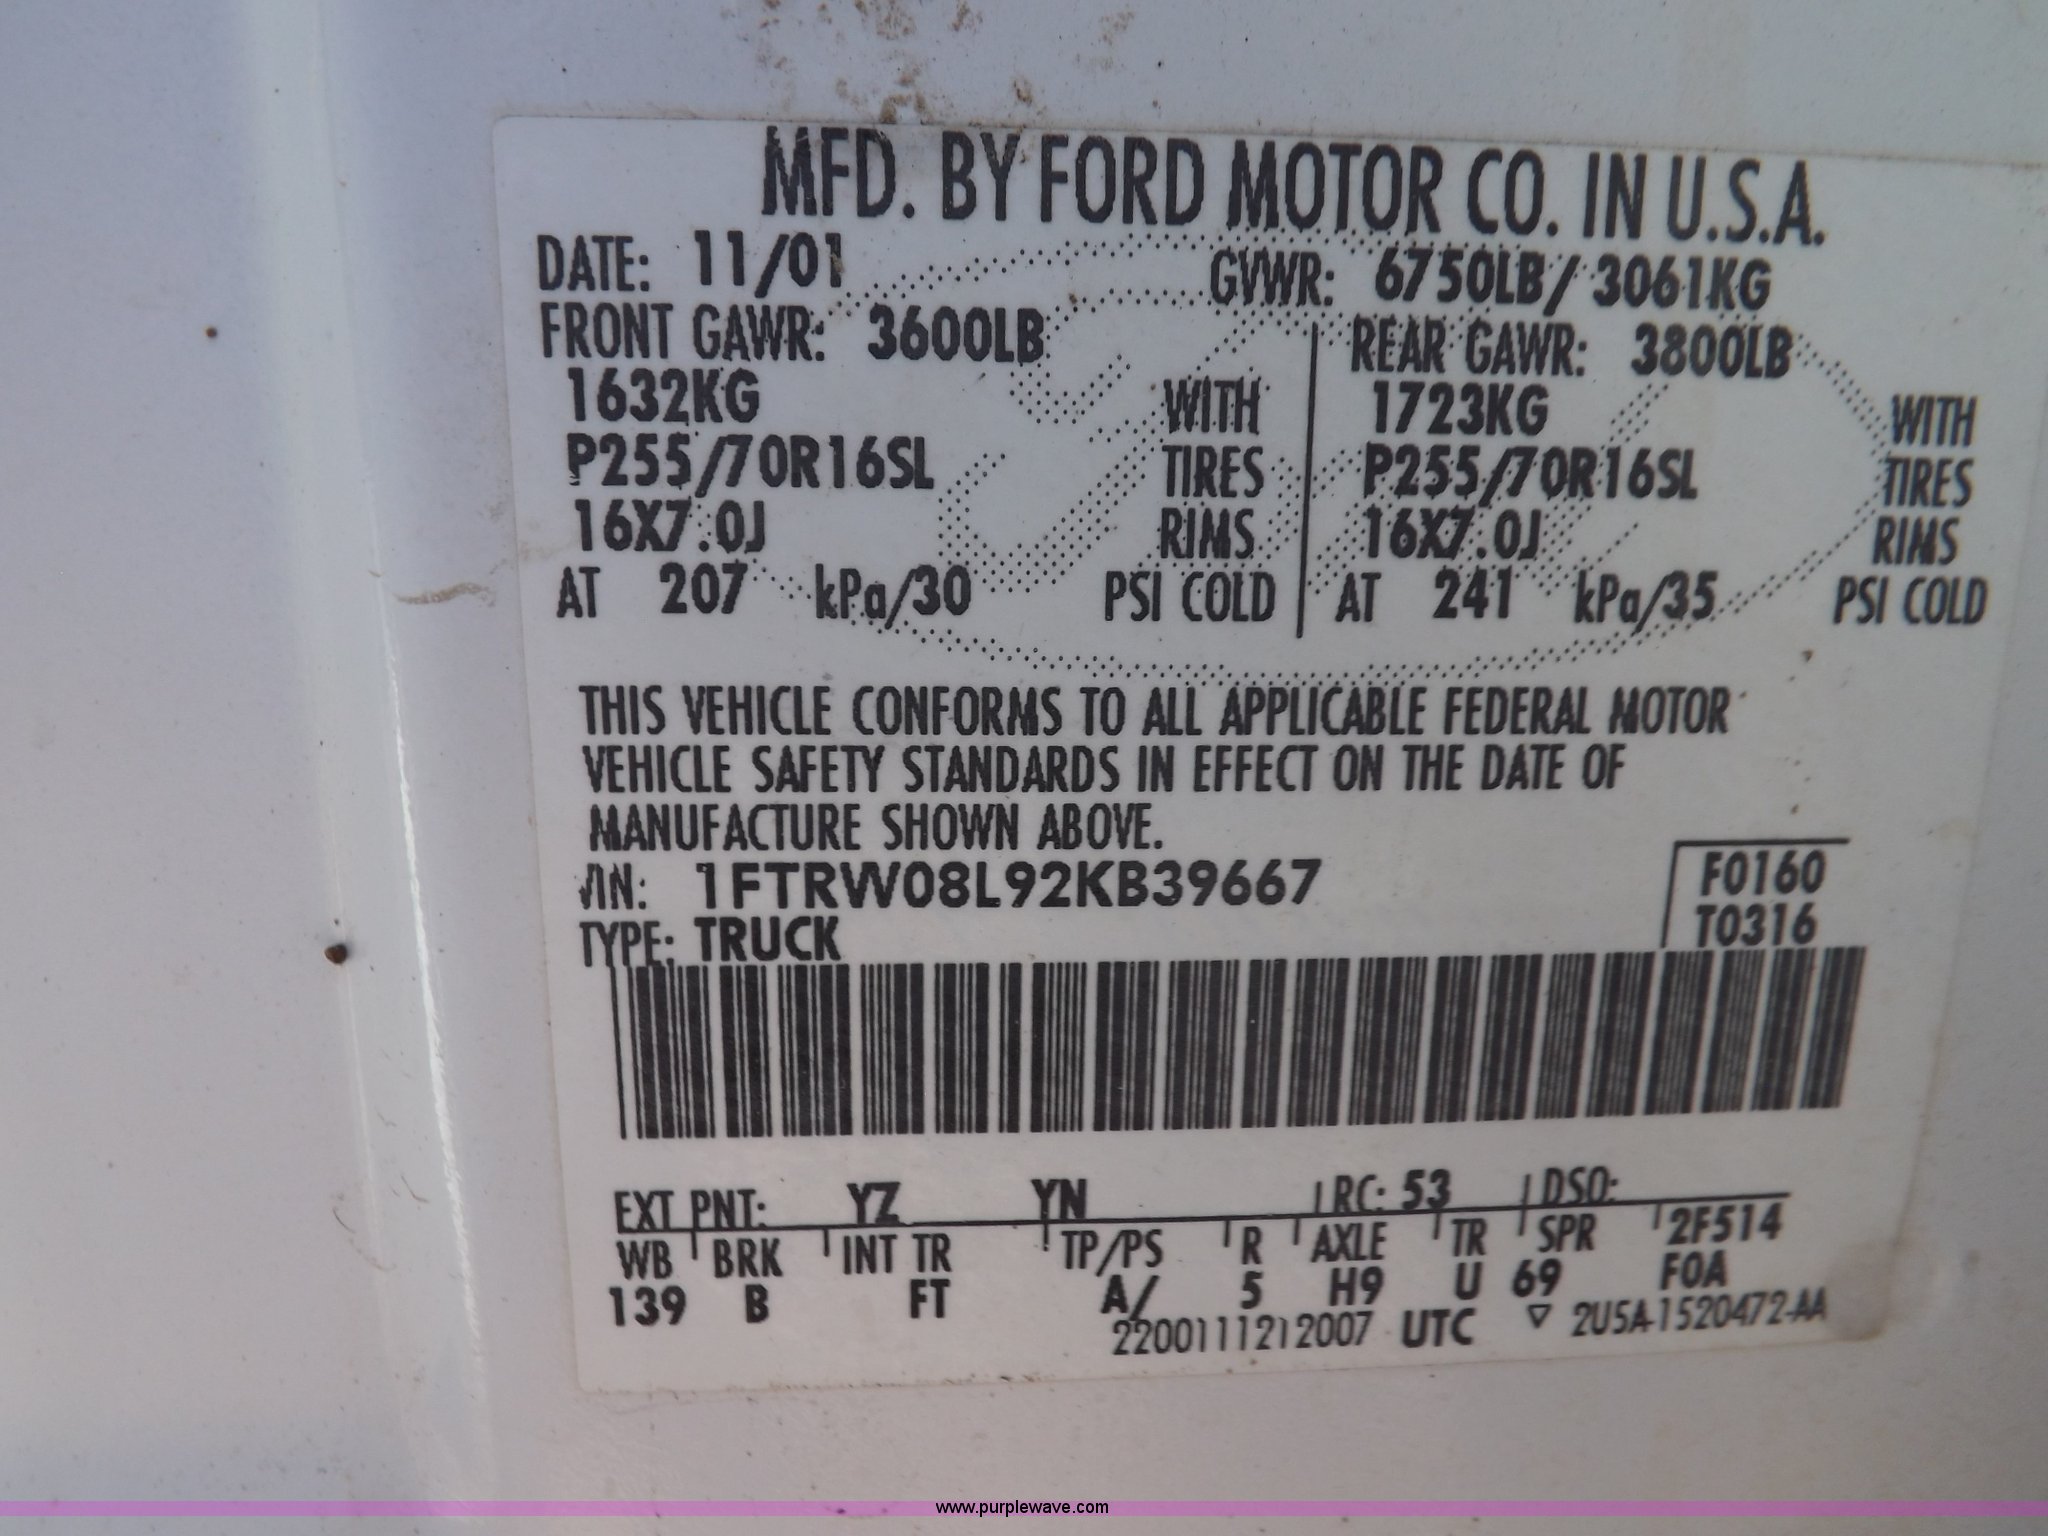 MFD. BY FORD MOTOR CO. IN U.S.A.
DATE: 11/01 GVWR: 6750LB/ 3061KG
FRONT GAWR: 3600LB REAR GAWR: 3800LB
1632KG WITH 1723KG WITH
P255/70R16SL TIRES P255/70R16SL TIRES
16X7.0J RIMS 16X7.0J RIMS
AT 207 kPa/30 PSI COLD AT 241 kPa/35 PSI COLD
THIS VEHICLE CONFORMS TO ALL APPLICABLE FEDERAL MOTOR
VEHICLE SAFETY STANDARDS IN EFFECT ON THE DATE OF
MANUFACTURE SHOWN ABOVE.
VIN: 1FTRW08L92KB39667 F0160
TYPE: TRUCK T0316
EXT PNT: YZ YN RC: 53 DSO:
WB BRK INT TR TP/PS R AXLE TR SPR 2F514
139 B FT A/ 5 H9 U 69 F0A
2200111212007 UTC ▽ 2U5A-1520472-AA
www.purplewave.com